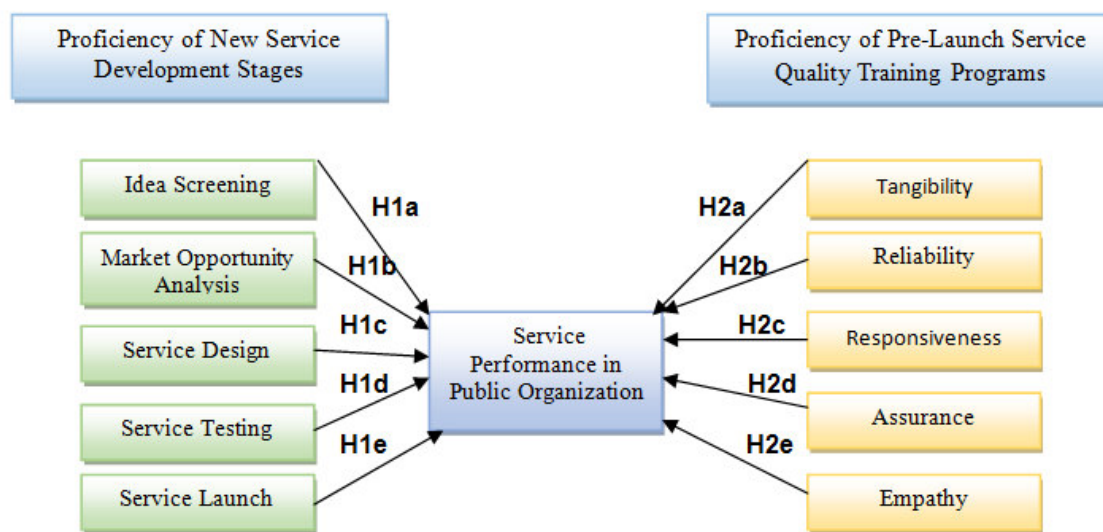 Proficiency of New Service
Development Stages
Proficiency of Pre-Launch Service
Quality Training Programs
Idea Screening
Market Opportunity
Analysis
Service Design
Service Testing
Service Launch
H1a
H1b
H1c
H1d
H1e
Service
Performance in
Public Organization
H2a
H2b
H2c
H2d
H2e
Tangibility
Reliability
Responsiveness
Assurance
Empathy